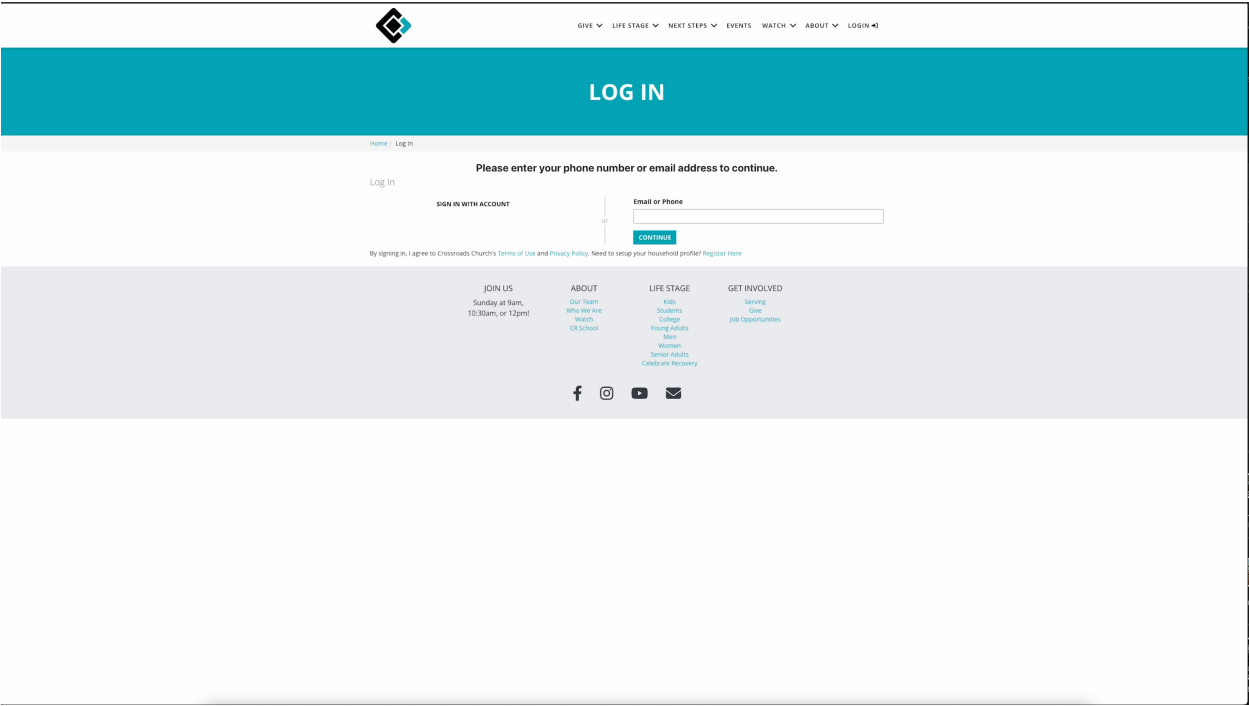 GIVE LIFE STAGE NEXT STEPS EVENTS WATCH ABOUT LOGIN
LOG IN
Home / Log In
Please enter your phone number or email address to continue.
Log In
SIGN IN WITH ACCOUNT
or
Email or Phone
CONTINUE
By signing in, I agree to Crossroads Church's Terms of Use and Privacy Policy. Need to setup your household profile? Register Here
JOIN US
Sunday at 9am,
10:30am, or 12pm!
ABOUT
Our Team
Who We Are
Watch
CR School
LIFE STAGE
Kids
Students
College
Young Adults
Men
Women
Senior Adults
Celebrate Recovery
GET INVOLVED
Serving
Give
Job Opportunities